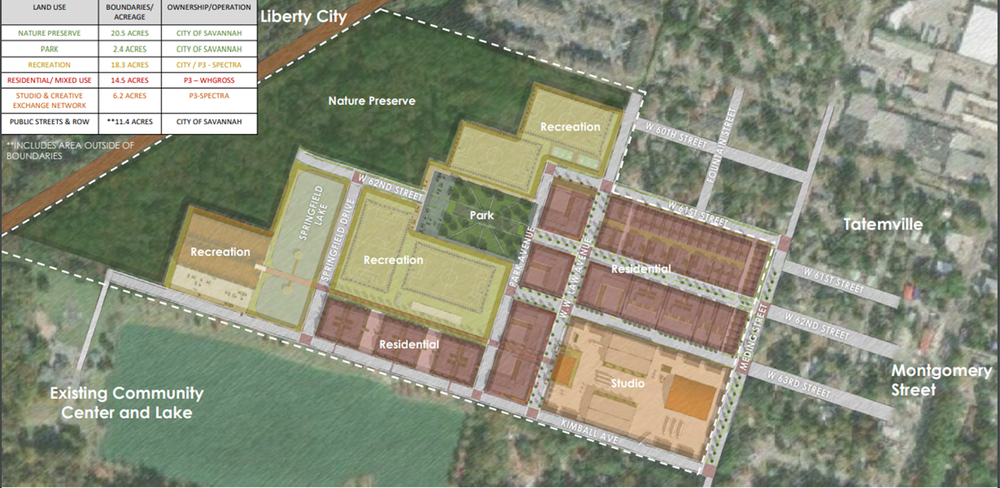 LAND USE
BOUNDARIES/
ACREAGE
OWNERSHIP/OPERATION
NATURE PRESERVE
20.5 ACRES
CITY OF SAVANNAH
PARK
2.4 ACRES
CITY OF SAVANNAH
RECREATION
18.3 ACRES
CITY / P3 - SPECTRA
RESIDENTIAL/ MIXED USE
14.5 ACRES
P3 – WHGROSS
STUDIO & CREATIVE
EXCHANGE NETWORK
6.2 ACRES
P3-SPECTRA
PUBLIC STREETS & ROW
**11.4 ACRES
CITY OF SAVANNAH
**INCLUDES AREA OUTSIDE OF
BOUNDARIES
Liberty City
Nature Preserve
Recreation
W 60TH STREET
FOUNTAIN STREET
W 62ND STREET
SPRINGFIELD
LAKE
SPRINGFIELD DRIVE
Park
W 61ST STREET
Tatemville
Recreation
Recreation
PARK AVENUE
W.W. LAW AVENUE
Residential
W 61ST STREET
W 62ND STREET
MEDING STREET
Residential
Montgomery
Street
W 63RD STREET
Studio
Existing Community
Center and Lake
KIMBALL AVE